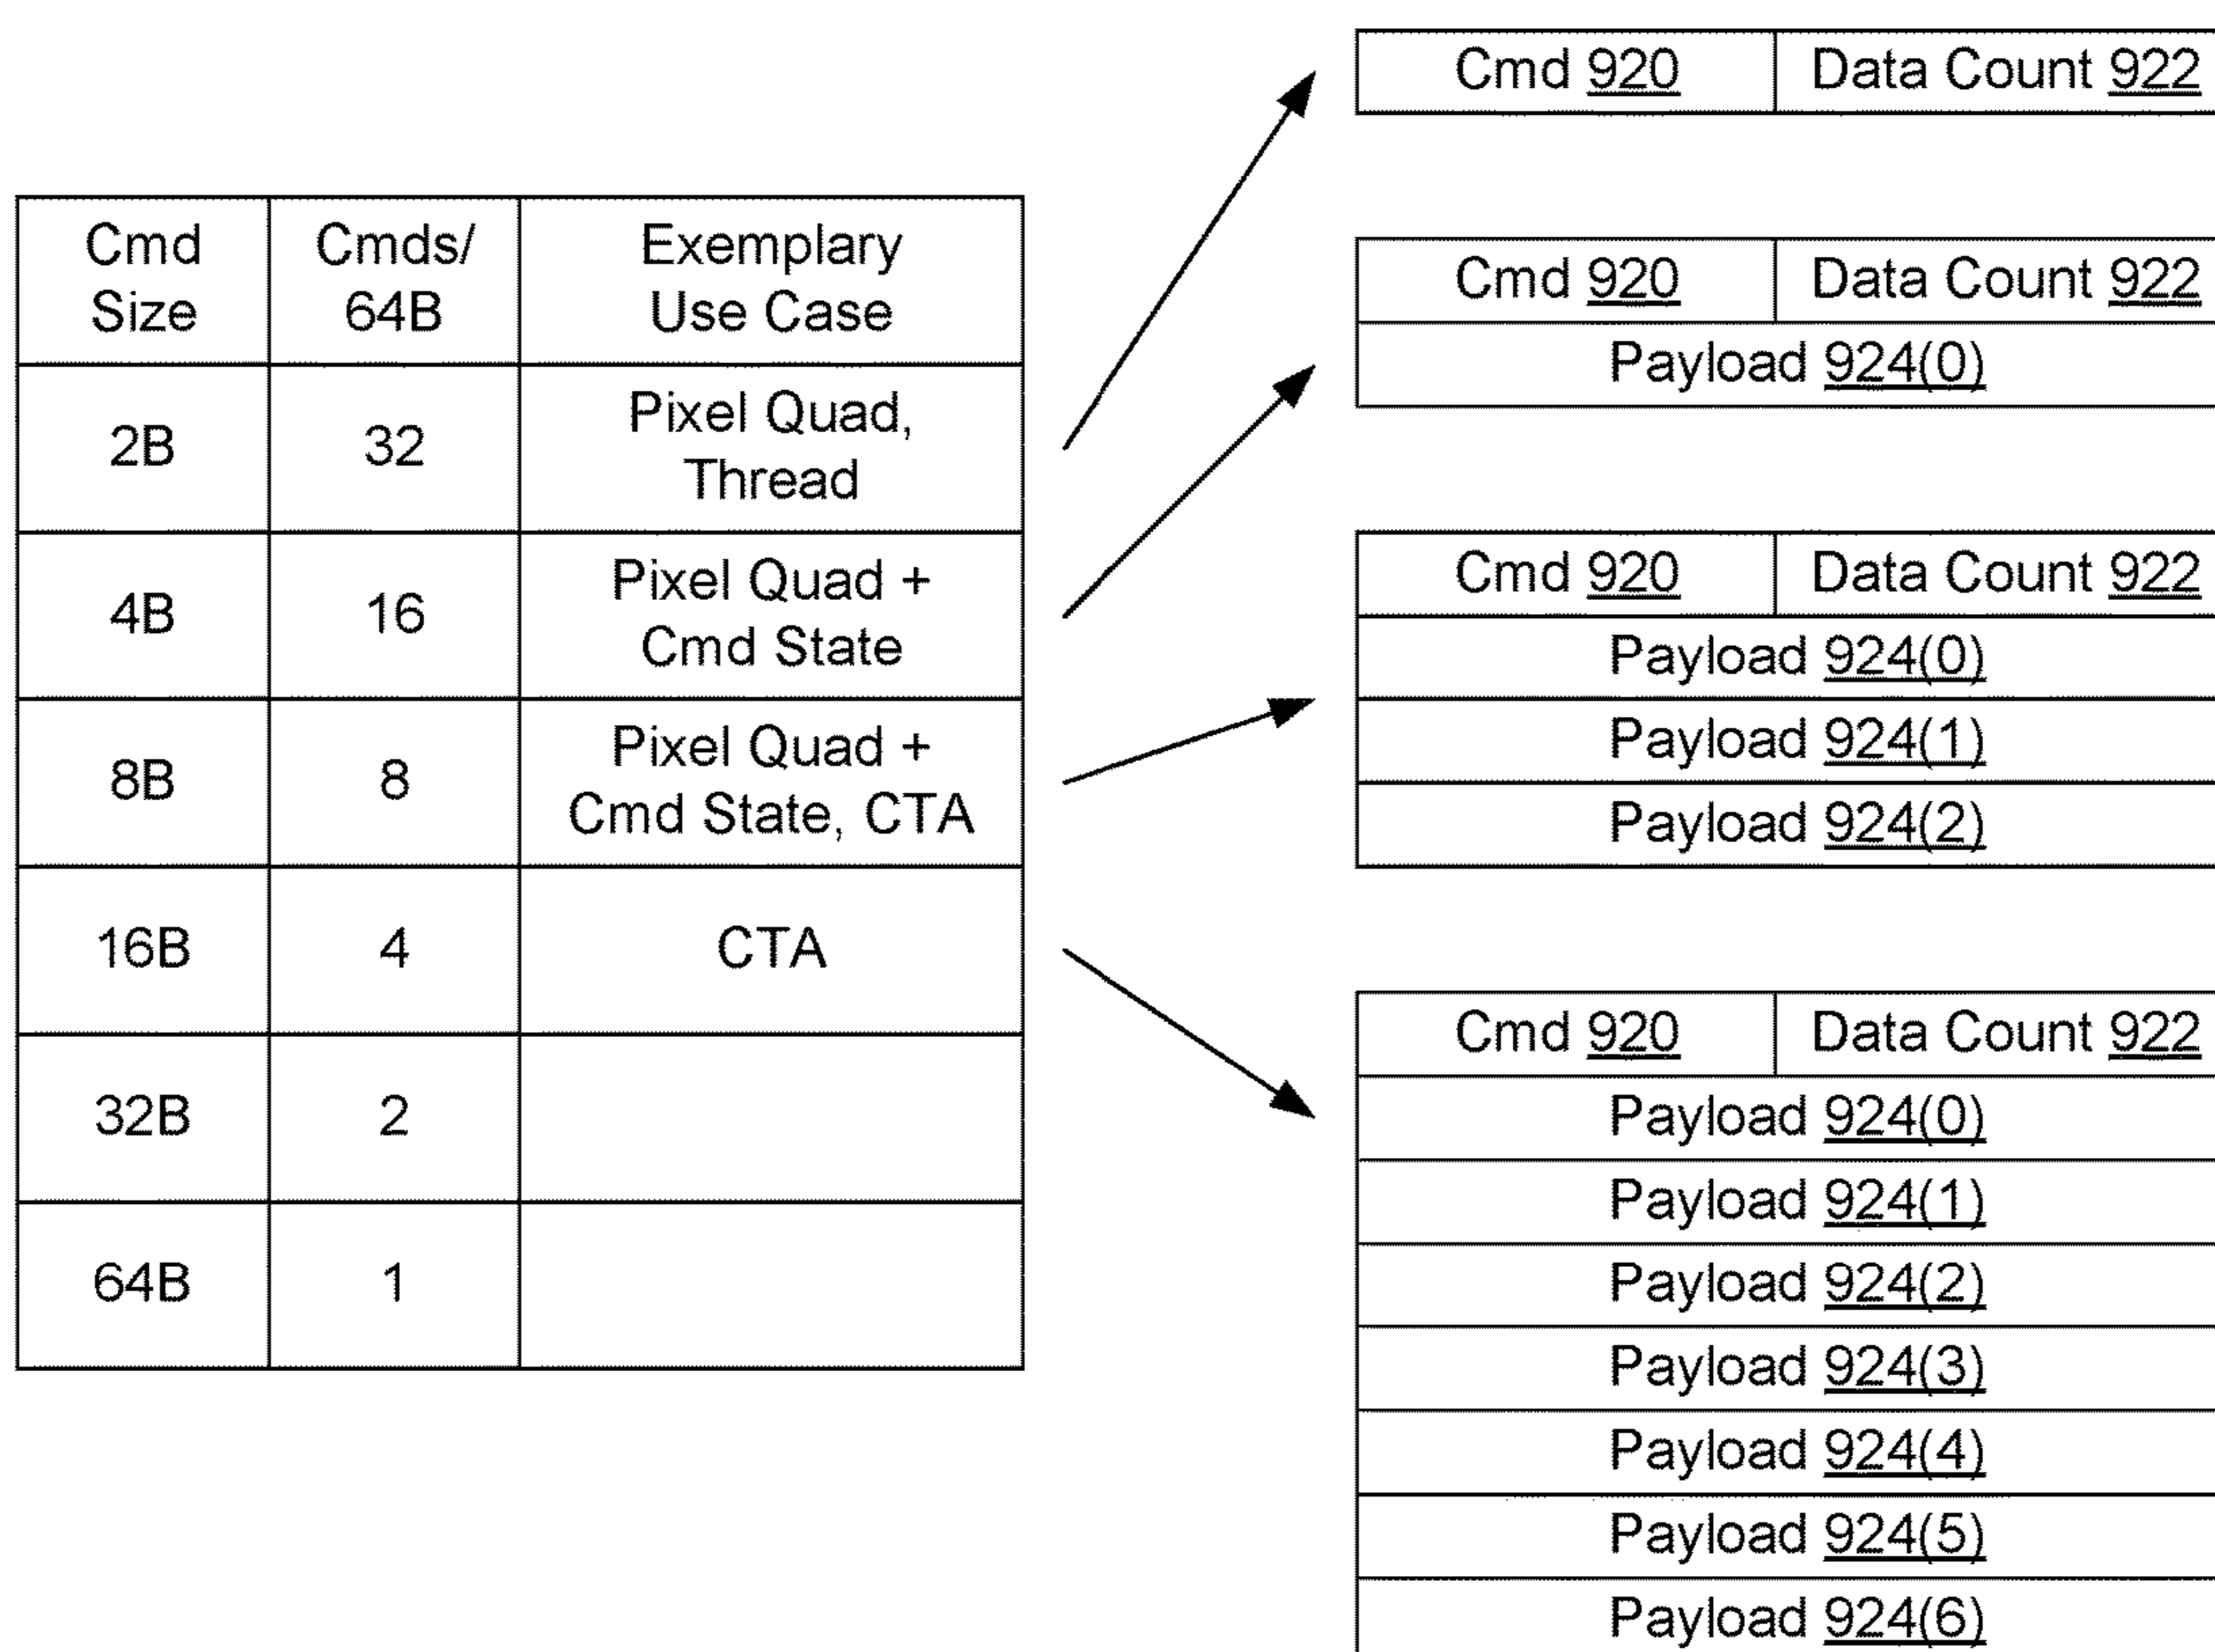 Cmd Size
Cmds/ 64B
Exemplary Use Case
2B
32
Pixel Quad,
Thread
4B
16
Pixel Quad +
Cmd State
8B
8
Pixel Quad +
Cmd State, CTA
16B
4
CTA
32B
2
64B
1
Cmd 920
Data Count 922
Cmd 920
Data Count 922
Payload 924(0)
Cmd 920
Data Count 922
Payload 924(0)
Payload 924(1)
Payload 924(2)
Cmd 920
Data Count 922
Payload 924(0)
Payload 924(1)
Payload 924(2)
Payload 924(3)
Payload 924(4)
Payload 924(5)
Payload 924(6)